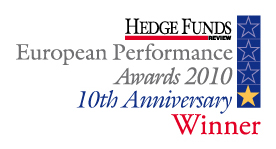 HEDGE FUNDS
REVIEW
European Performance
Awards 2010
10th Anniversary
Winner